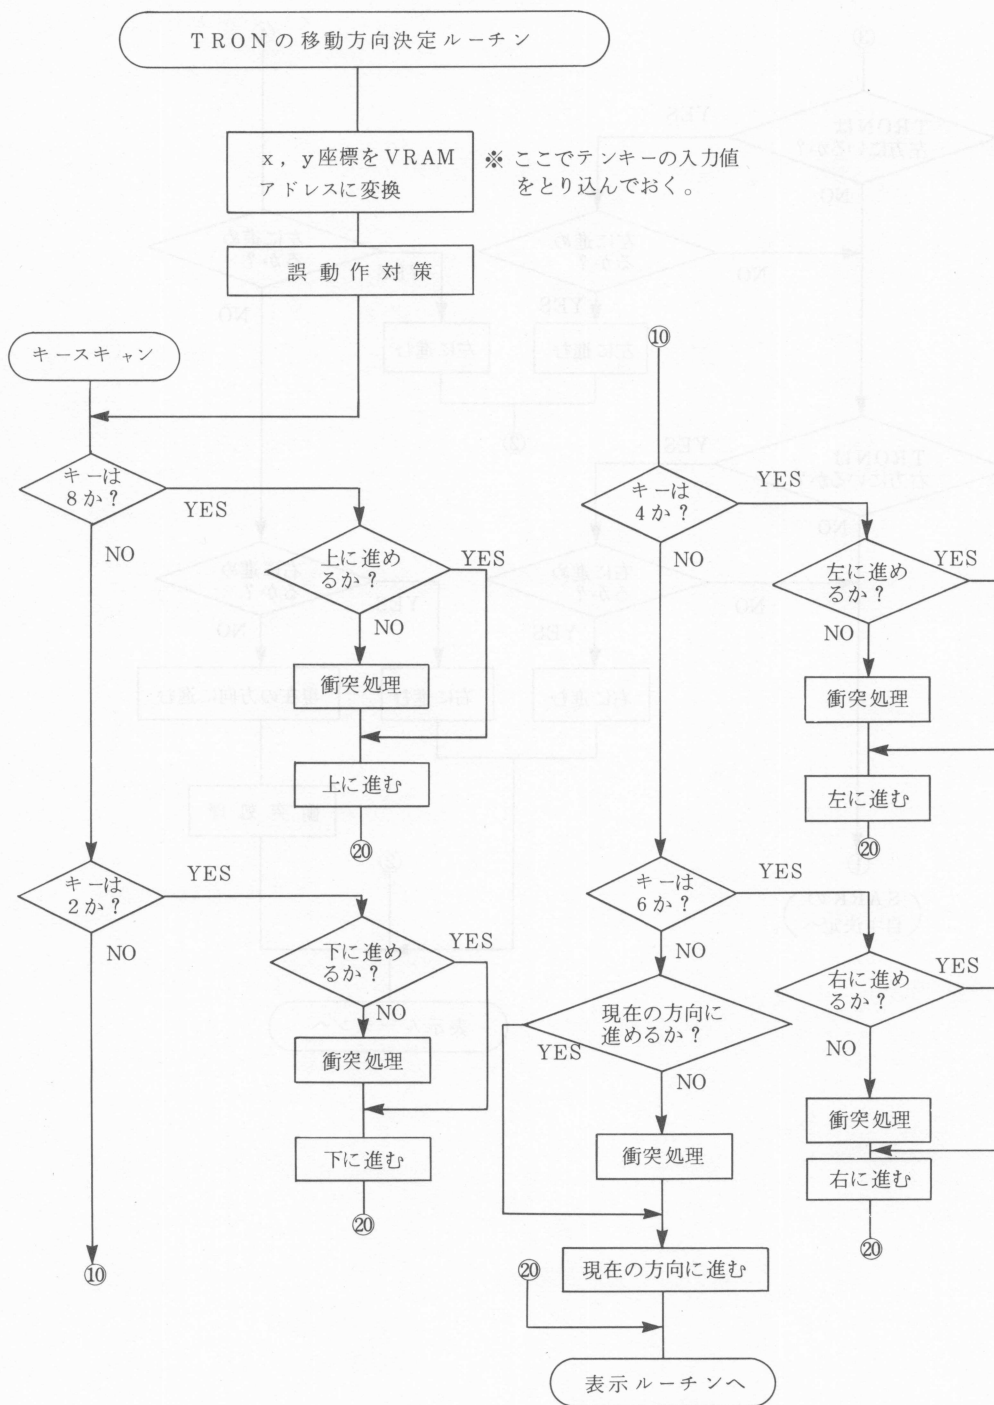 TRONの移動方向決定ルーチン
x，y座標をVRAM
アドレスに変換
※ ここでテンキーの入力値
をとり込んでおく。
誤動作対策
キースキャン
キーは
8か？
YES
NO
上に進め
るか？
YES
NO
衝突処理
上に進む
⑳
キーは
2か？
YES
NO
下に進め
るか？
YES
NO
衝突処理
下に進む
⑳
⑩
⑩
キーは
4か？
YES
NO
左に進め
るか？
YES
NO
衝突処理
左に進む
⑳
キーは
6か？
YES
NO
右に進め
るか？
YES
NO
衝突処理
右に進む
⑳
現在の方向に
進めるか？
YES
NO
衝突処理
現在の方向に進む
⑳
表示ルーチンへ